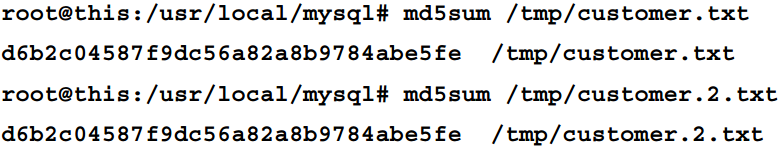 root@this:/usr/local/mysql# md5sum /tmp/customer.txt
d6b2c04587f9dc56a82a8b9784abe5fe  /tmp/customer.txt
root@this:/usr/local/mysql# md5sum /tmp/customer.2.txt
d6b2c04587f9dc56a82a8b9784abe5fe  /tmp/customer.2.txt